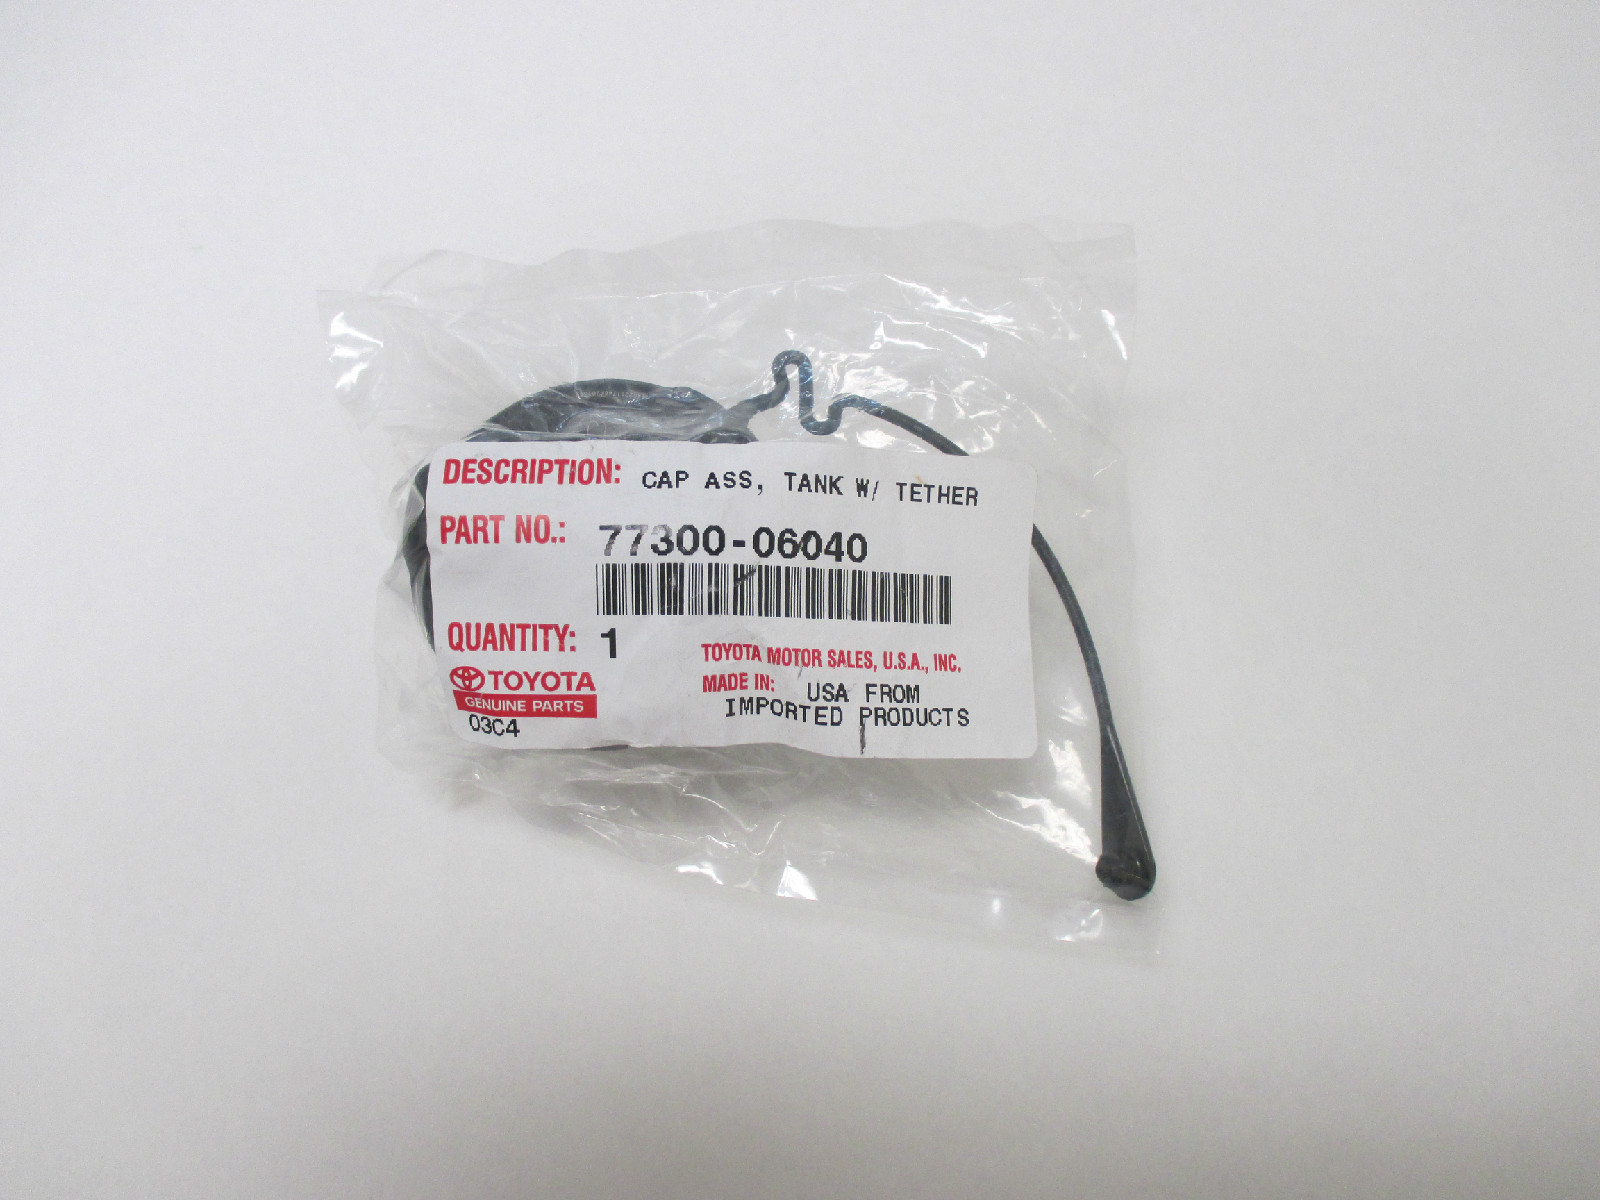 DESCRIPTION: CAP ASS, TANK W/ TETHER
PART NO.: 77300-06040
QUANTITY: 1
TOYOTA MOTOR SALES, U.S.A., INC.
TOYOTA
GENUINE PARTS
03C4
MADE IN: USA FROM
IMPORTED PRODUCTS